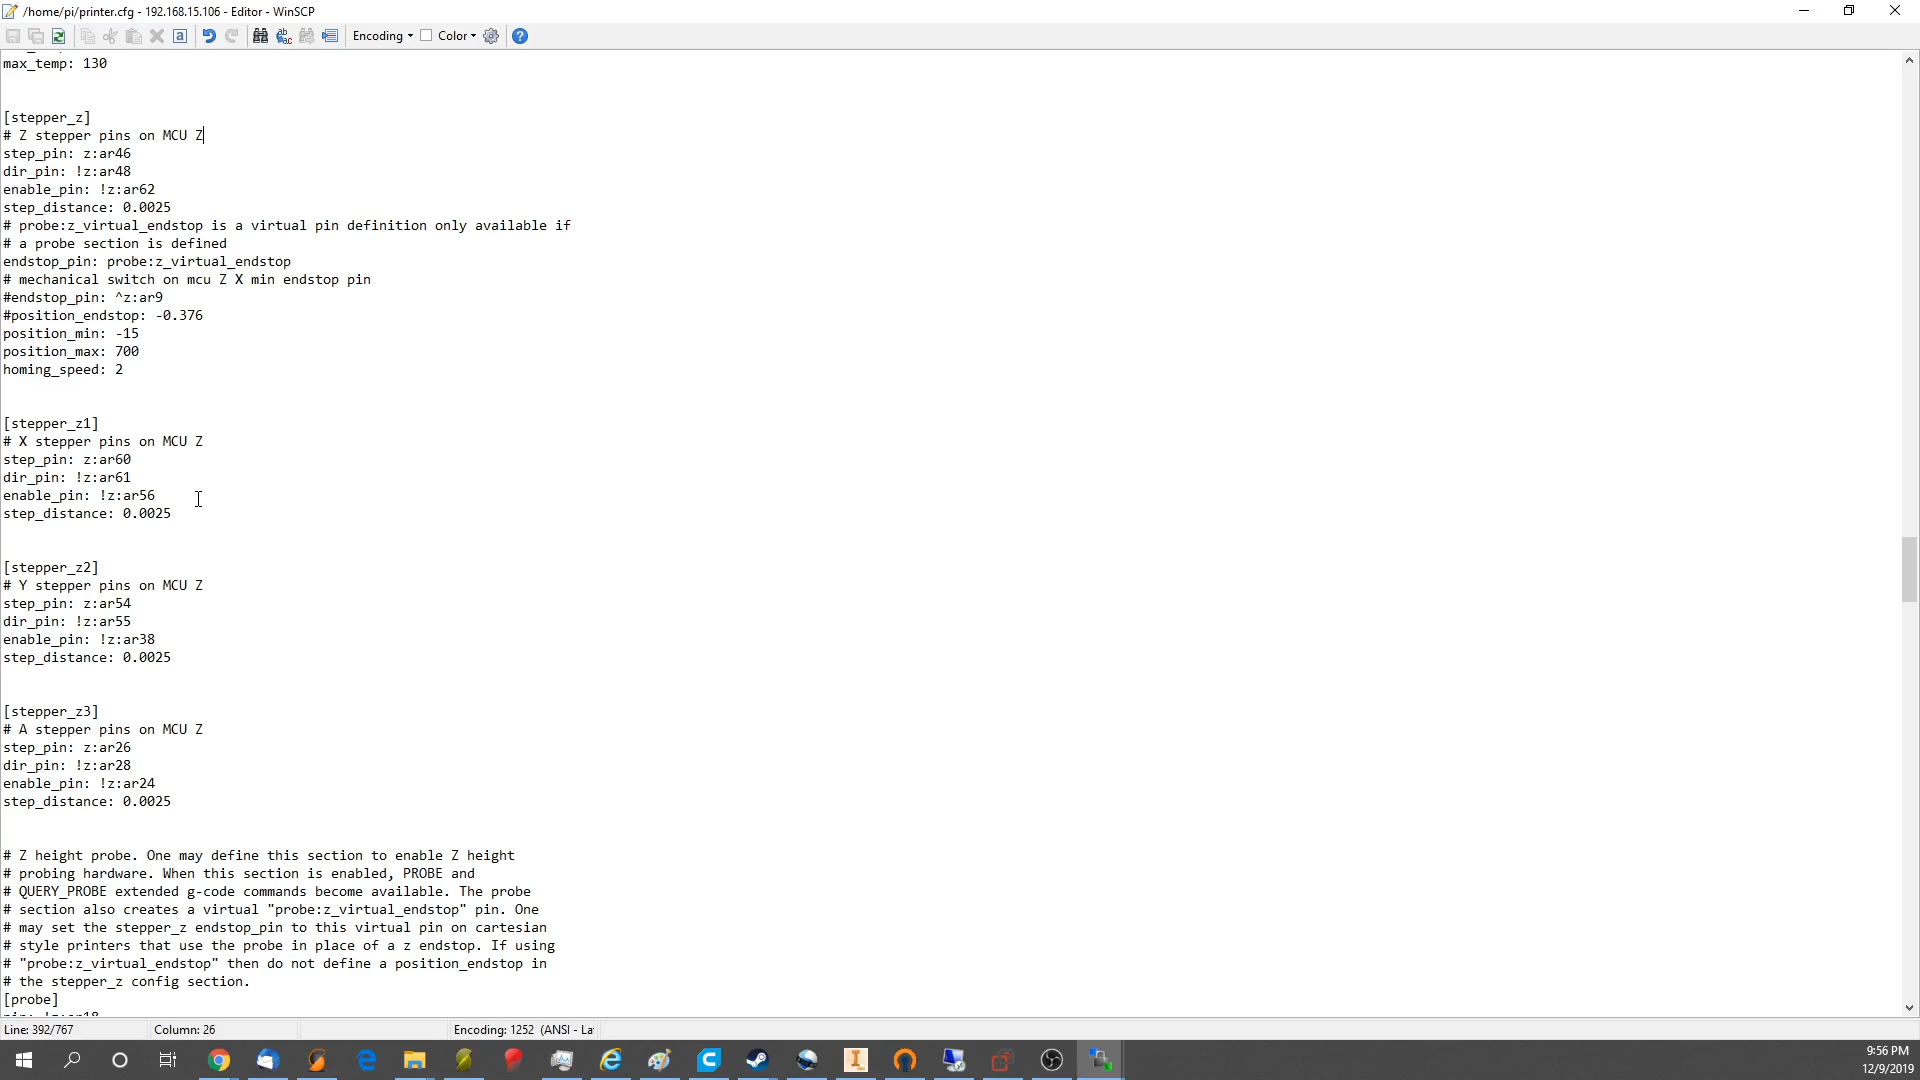 /home/pi/printer.cfg - 192.168.15.106 - Editor - WinSCP
Encoding Color
max_temp: 130
[stepper_z]
# Z stepper pins on MCU Z
step_pin: z:ar46
dir_pin: !z:ar48
enable_pin: !z:ar62
step_distance: 0.0025
# probe:z_virtual_endstop is a virtual pin definition only available if
# a probe section is defined
endstop_pin: probe:z_virtual_endstop
# mechanical switch on mcu Z X min endstop pin
#endstop_pin: ^z:ar9
#position_endstop: -0.376
position_min: -15
position_max: 700
homing_speed: 2
[stepper_z1]
# X stepper pins on MCU Z
step_pin: z:ar60
dir_pin: !z:ar61
enable_pin: !z:ar56
step_distance: 0.0025
[stepper_z2]
# Y stepper pins on MCU Z
step_pin: z:ar54
dir_pin: !z:ar55
enable_pin: !z:ar38
step_distance: 0.0025
[stepper_z3]
# A stepper pins on MCU Z
step_pin: z:ar26
dir_pin: !z:ar28
enable_pin: !z:ar24
step_distance: 0.0025
# Z height probe. One may define this section to enable Z height
# probing hardware. When this section is enabled, PROBE and
# QUERY_PROBE extended g-code commands become available. The probe
# section also creates a virtual "probe:z_virtual_endstop" pin. One
# may set the stepper_z endstop_pin to this virtual pin on cartesian
# style printers that use the probe in place of a z endstop. If using
# "probe:z_virtual_endstop" then do not define a position_endstop in
# the stepper_z config section.
[probe]
Line: 392/767 Column: 26 Encoding: 1252 (ANSI - La
9:56 PM
12/9/2019